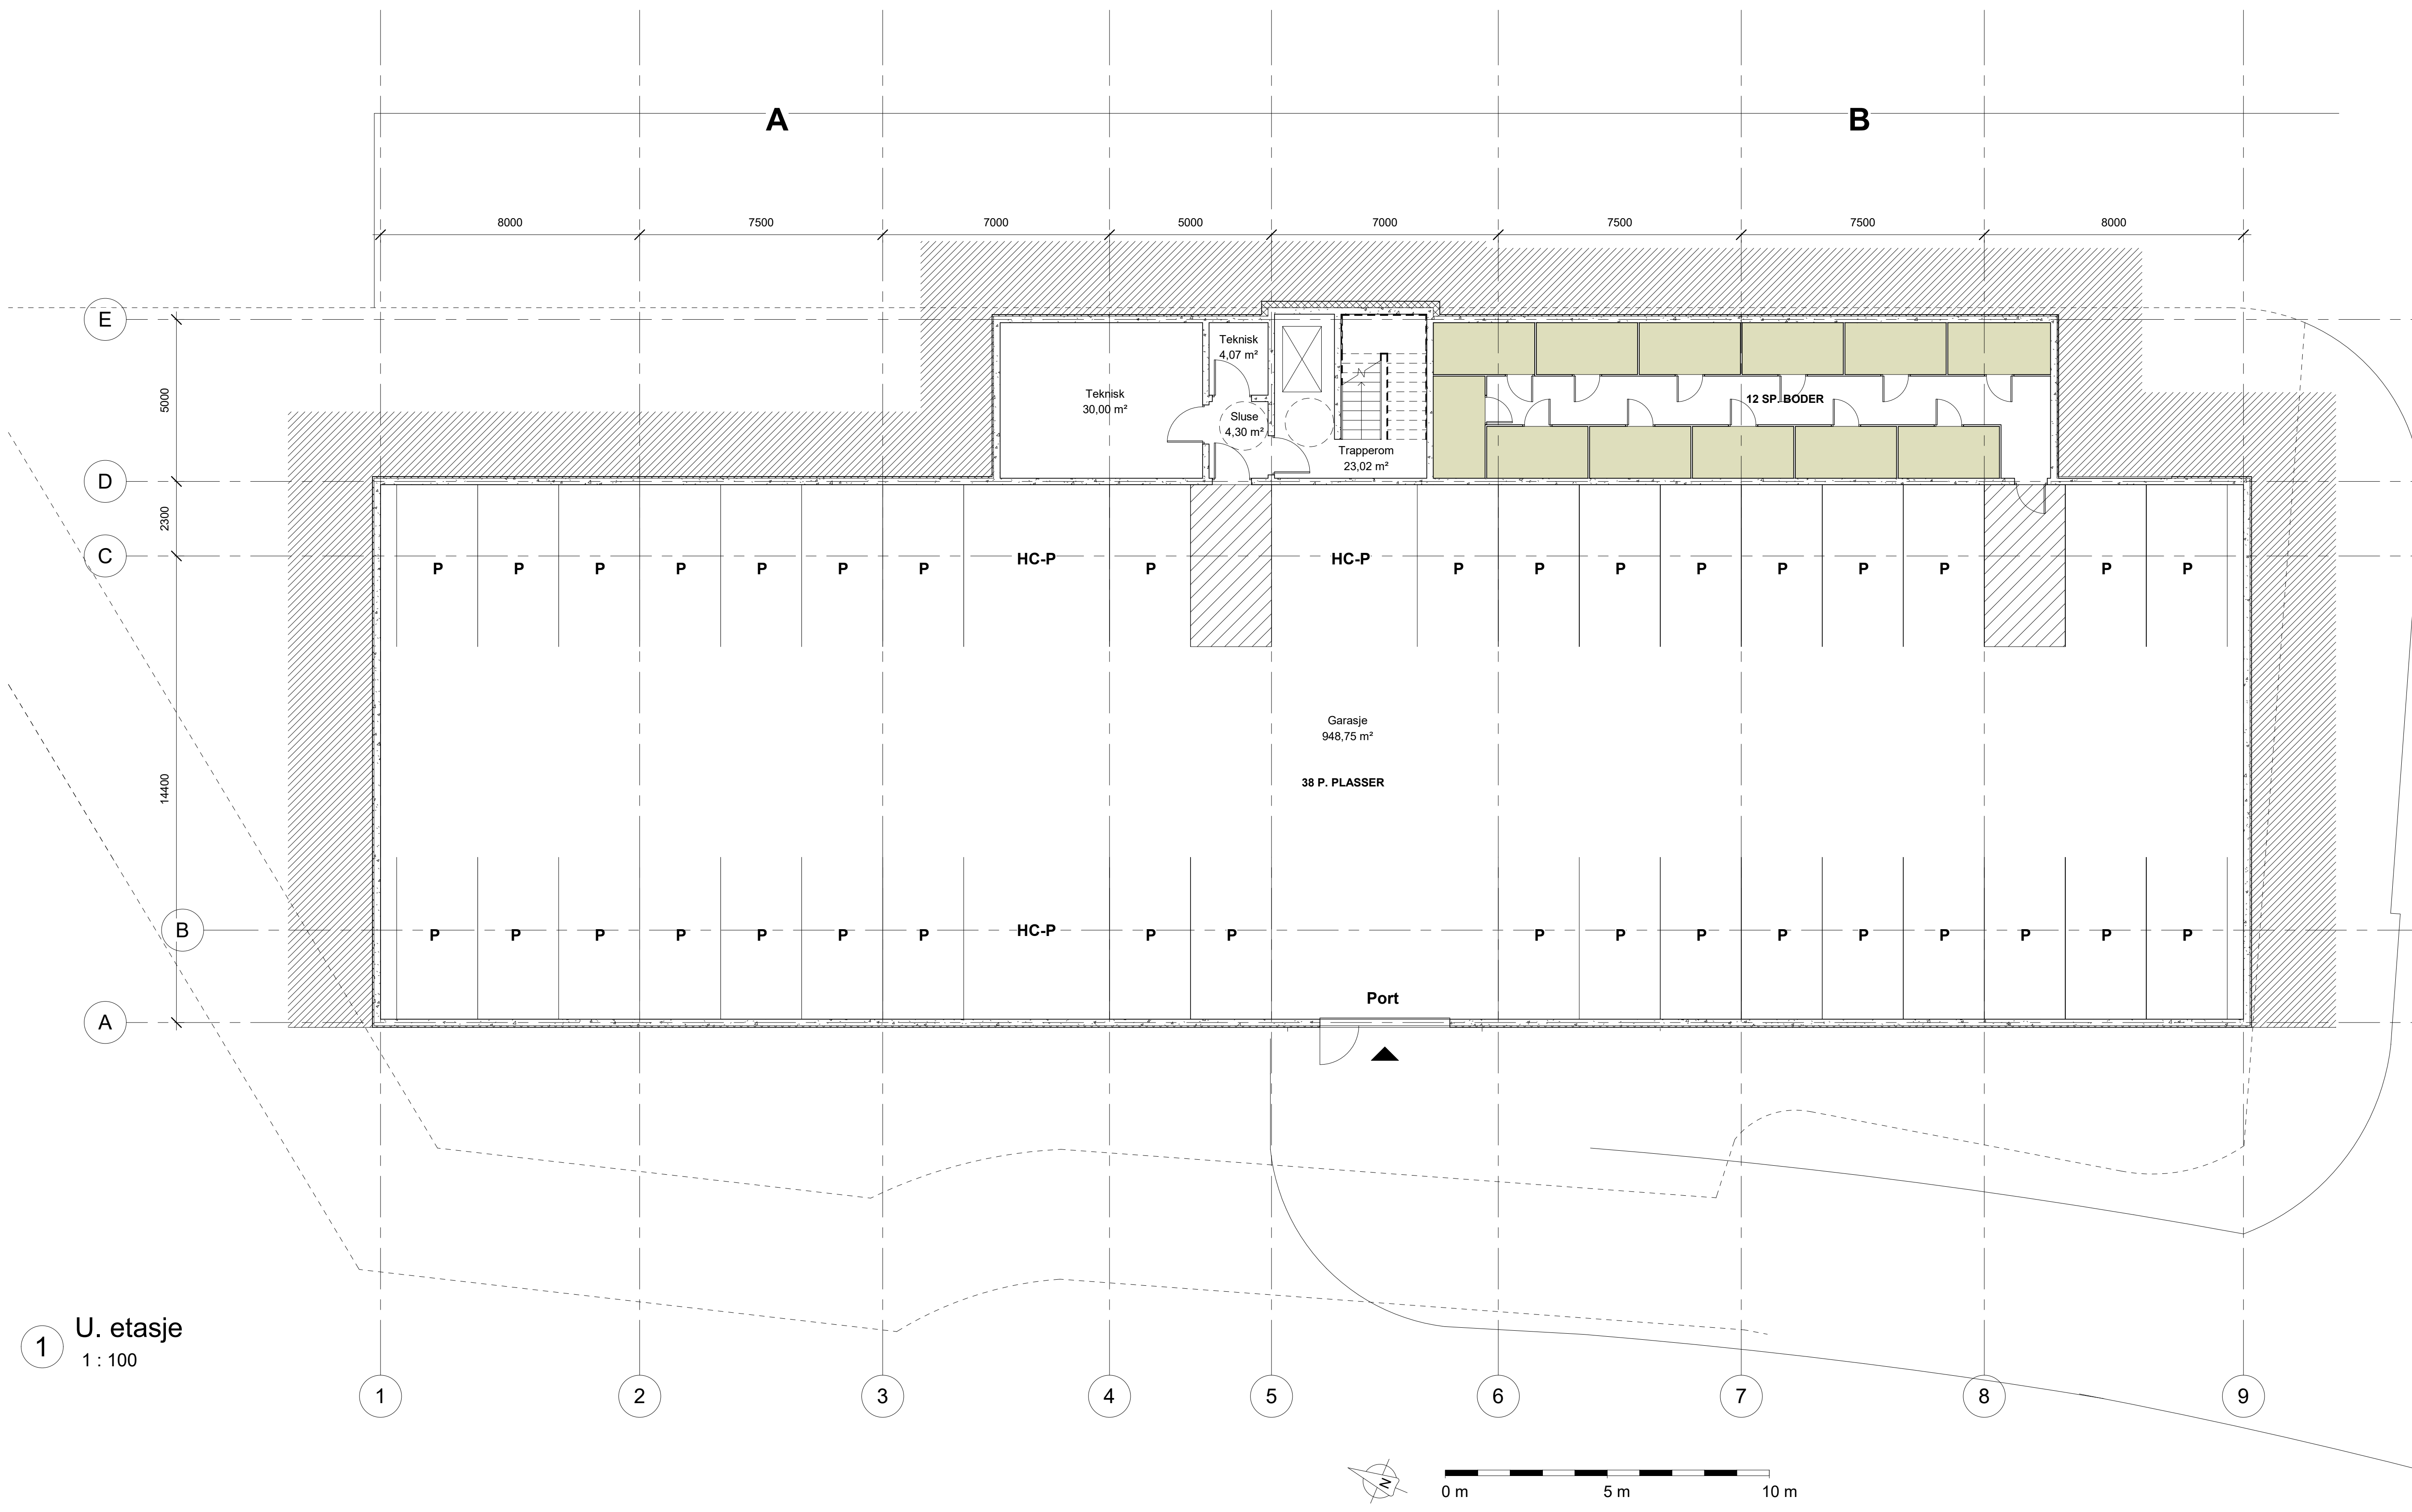 A
B
8000
7500
7000
5000
7000
7500
7500
8000
E
D
C
B
A
5000
2300
14400
Teknisk
4,07 m²
Teknisk
30,00 m²
Sluse
4,30 m²
Trapperom
23,02 m²
12 SP. BODER
P
P
P
P
P
P
P
HC-P
P
HC-P
P
P
P
P
P
P
P
P
P
Garasje
948,75 m²
38 P. PLASSER
P
P
P
P
P
P
P
HC-P
P
P
P
P
P
P
P
P
P
P
P
Port
1
U. etasje
1 : 100
1
2
3
4
5
6
7
8
9
N
0 m
5 m
10 m